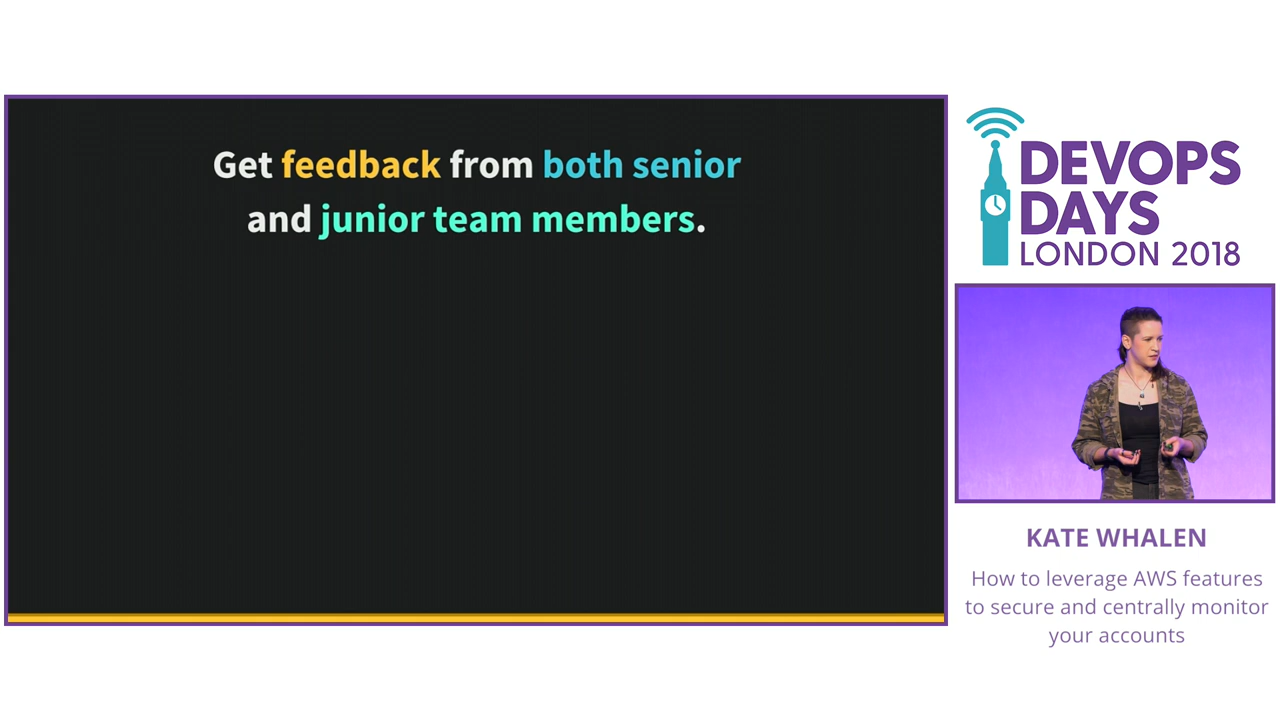 Get feedback from both senior
and junior team members.
DEVOPS
DAYS
LONDON 2018
KATE WHALEN
How to leverage AWS features
to secure and centrally monitor
your accounts